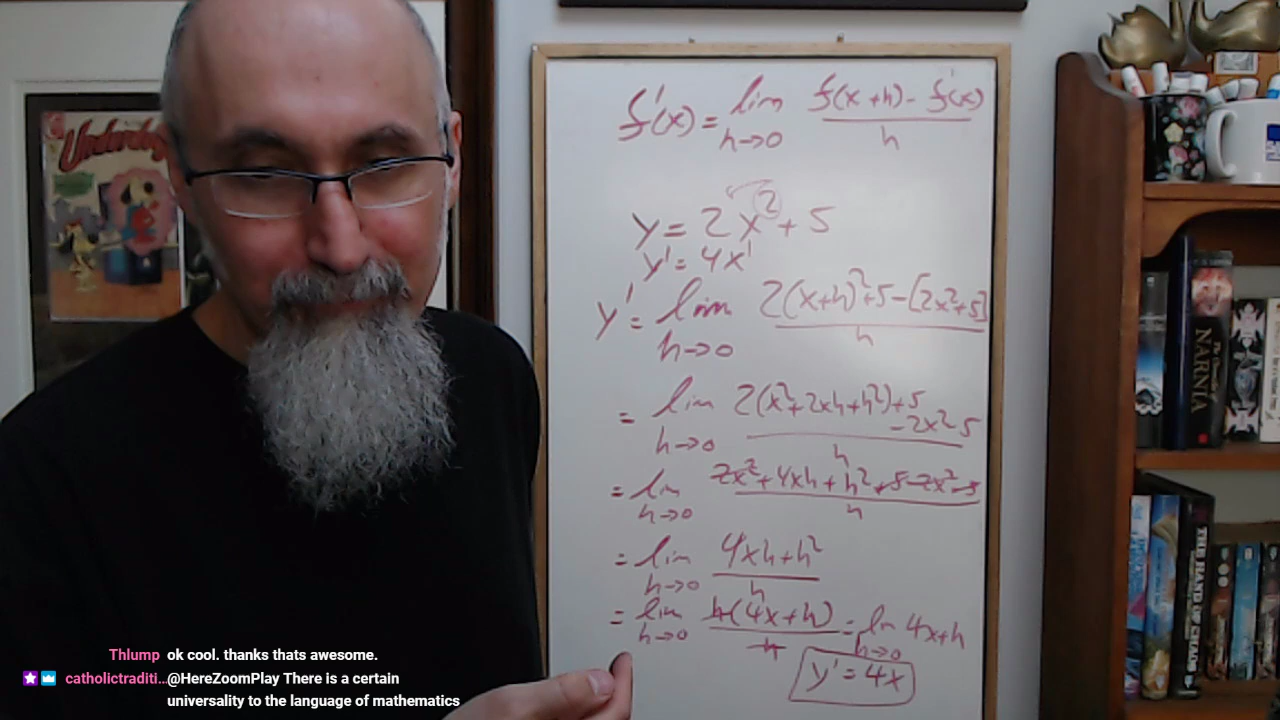 f'(x) = lim h→0 f(x+h) - f'(x) / h
y = 2x² + 5
y' = 4x'
y' = lim h→0 2(x+h)²+5-[2x²+5] / h
= lim h→0 2(x²+2xh+h²)+5 -2x²-5 / h
= lim h→0 2x²+4xh+h²+5-2x²-5 / h
= lim h→0 4xh+h² / h
= lim h→0 h(4x+h) / h = lim h→0 4x+h
y' = 4x
Underdog
NARNIA
THE HAND OF CHAOS
Thlump ok cool. thanks thats awesome.
catholictraditi...@HereZoomPlay There is a certain
universality to the language of mathematics